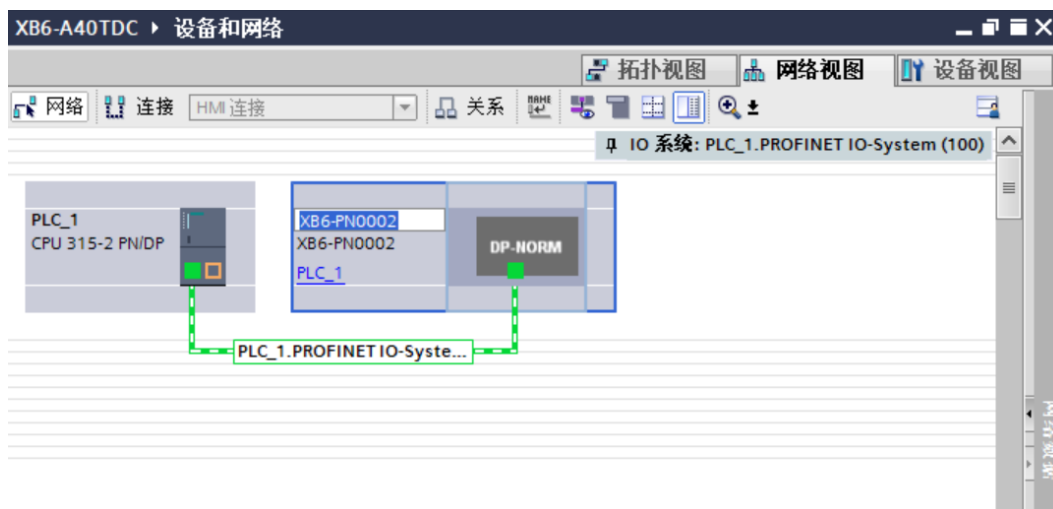 XB6-A40TDC ▸ 设备和网络
拓扑视图 网络视图 设备视图
网络 连接 HMI 连接 关系
IO 系统: PLC_1.PROFINET IO-System (100)
PLC_1
CPU 315-2 PN/DP
XB6-PN0002
XB6-PN0002
PLC_1
DP-NORM
PLC_1.PROFINET IO-Syste...